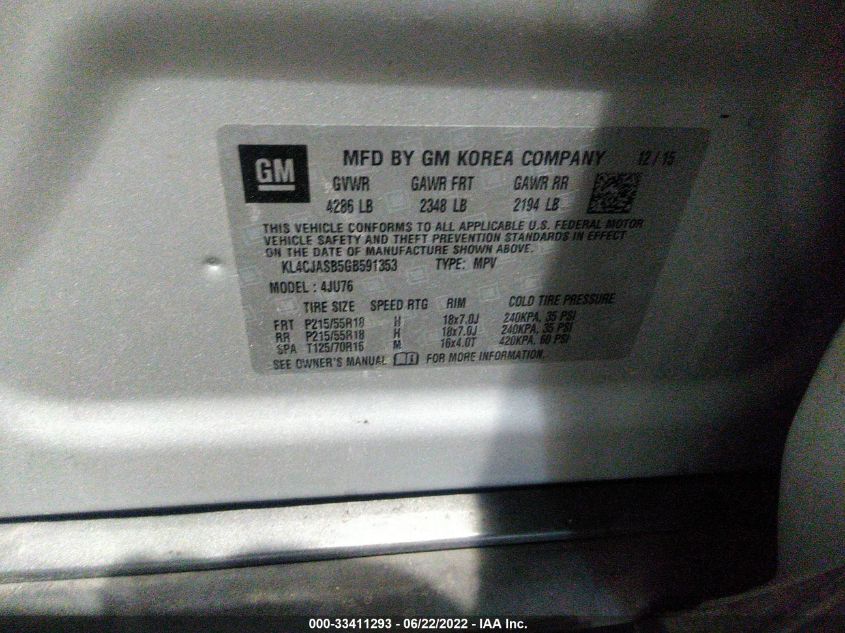 GM
MFD BY GM KOREA COMPANY 12/15
GVWR GAWR FRT GAWR RR
4286 LB 2348 LB 2194 LB
THIS VEHICLE CONFORMS TO ALL APPLICABLE U.S. FEDERAL MOTOR
VEHICLE SAFETY AND THEFT PREVENTION STANDARDS IN EFFECT
ON THE DATE OF MANUFACTURE SHOWN ABOVE.
KL4CJASB5GB591353 TYPE: MPV
MODEL : 4JU76
TIRE SIZE SPEED RTG RIM COLD TIRE PRESSURE
FRT P215/55R18 H 18x7.0J 240KPA, 35 PSI
RR P215/55R18 H 18x7.0J 240KPA, 35 PSI
SPA T125/70R16 M 16x4.0T 420KPA, 60 PSI
SEE OWNER'S MANUAL FOR MORE INFORMATION.
000-33411293 - 06/22/2022 - IAA Inc.